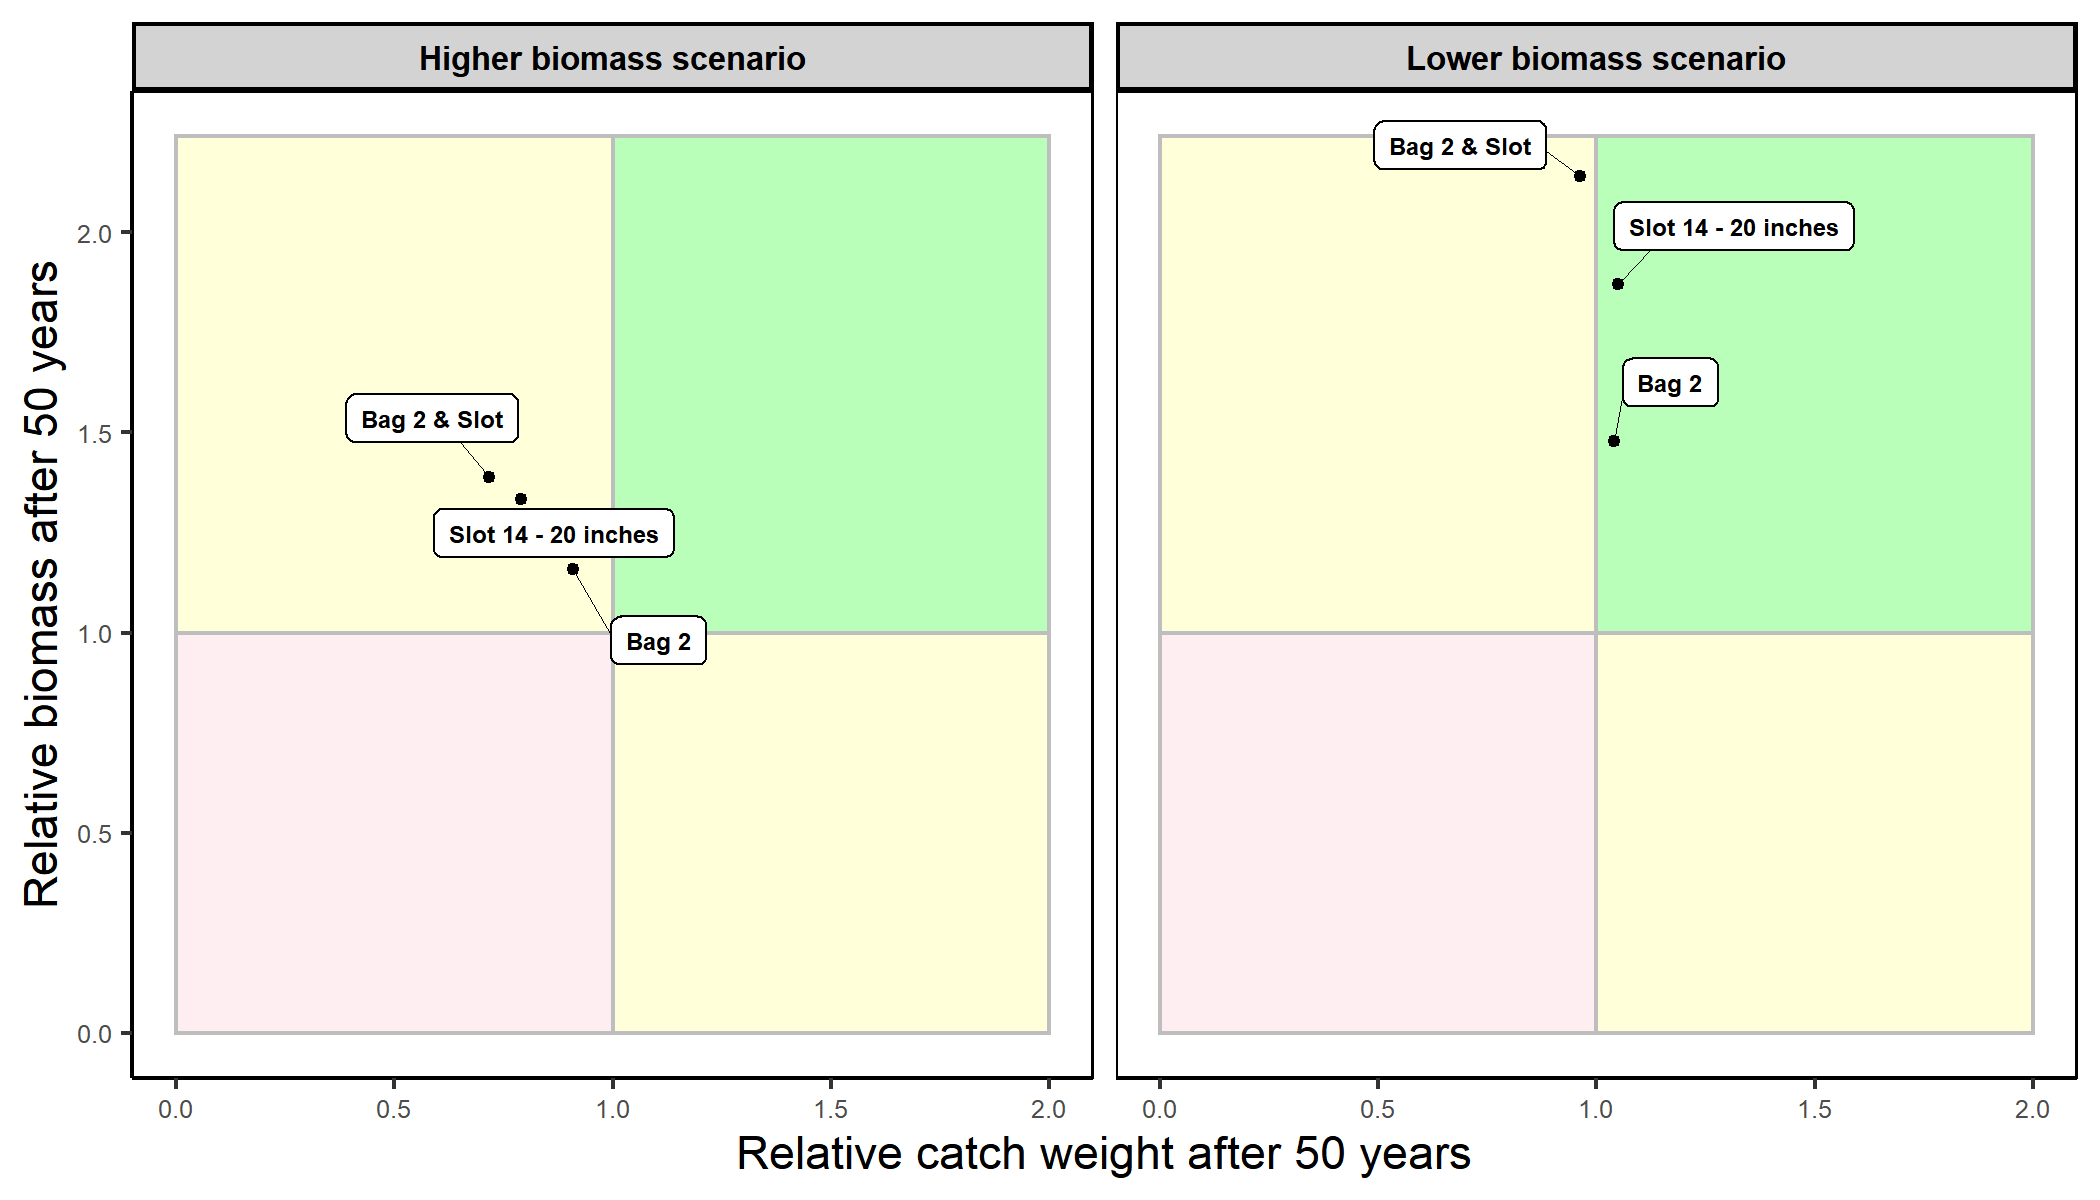 Higher biomass scenario
Lower biomass scenario
Relative biomass after 50 years
2.0
1.5
1.0
0.5
0.0
Bag 2 & Slot
Slot 14 - 20 inches
Bag 2
Bag 2 & Slot
Slot 14 - 20 inches
Bag 2
0.0 0.5 1.0 1.5 2.0
0.0 0.5 1.0 1.5 2.0
Relative catch weight after 50 years